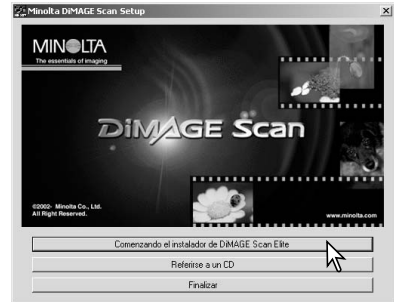 Minolta DiMAGE Scan Setup
MINOLTA
The essentials of imaging
DiMAGE Scan
©2002- Minolta Co., Ltd.
All Right Reserved.
www.minolta.com
Comenzando el instalador de DiMAGE Scan Elite
Referirse a un CD
Finalizar